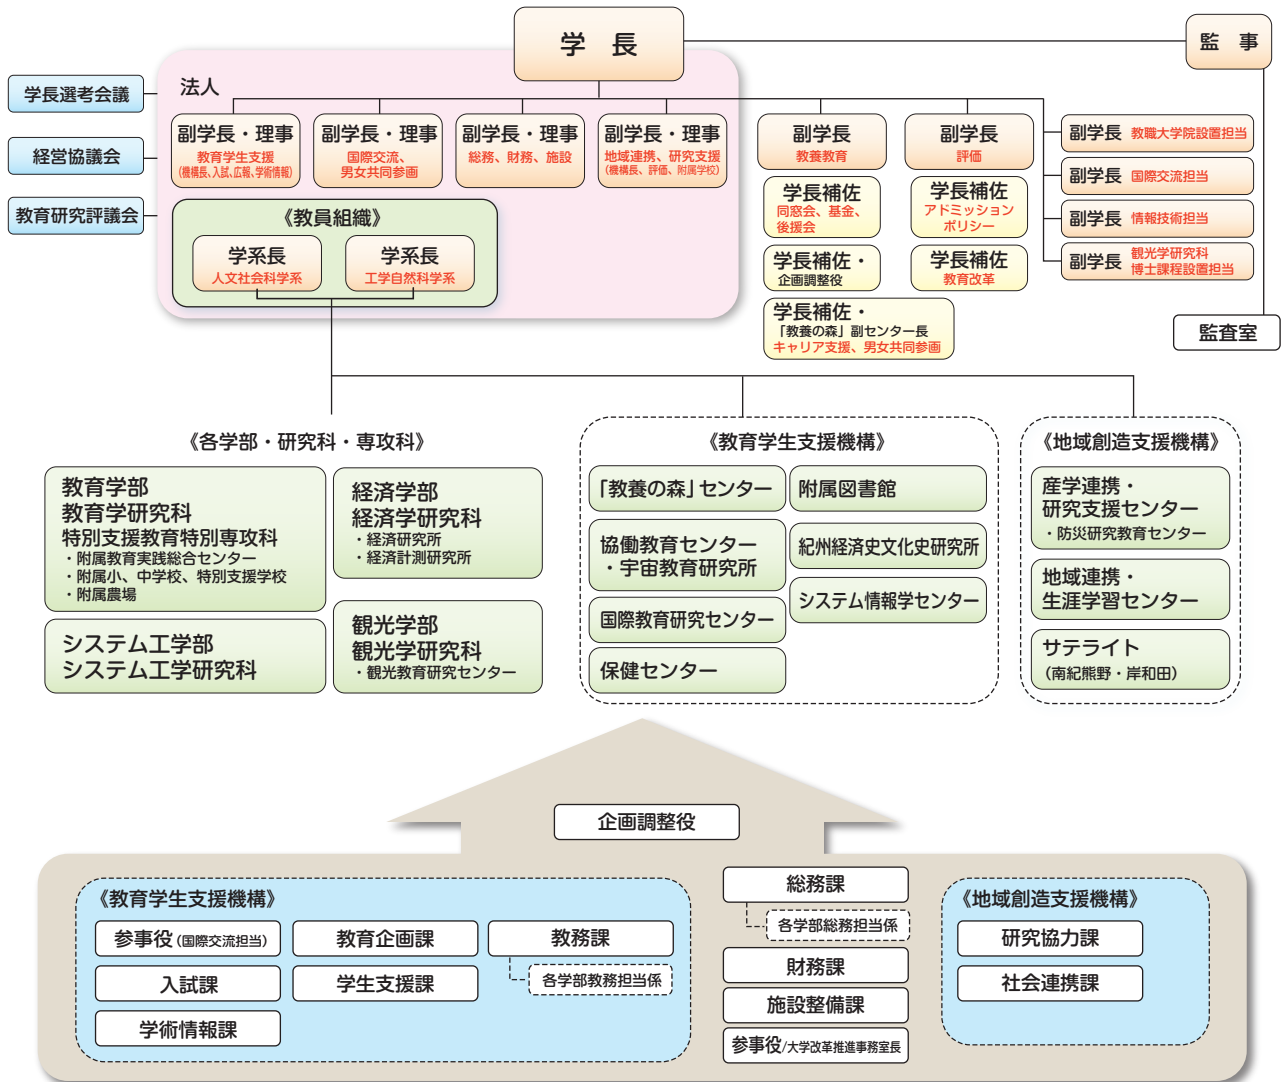 学　長
監　事
学長選考会議
経営協議会
教育研究評議会
法人
副学長・理事
教育学生支援
(機構長、入試、広報、学術情報)
副学長・理事
国際交流、
男女共同参画
副学長・理事
総務、財務、施設
副学長・理事
地域連携、研究支援
(機構長、評価、附属学校)
副学長
教養教育
副学長
評価
副学長 教職大学院設置担当
副学長 国際交流担当
副学長 情報技術担当
副学長 観光学研究科
博士課程設置担当
学長補佐
同窓会、基金、
後援会
学長補佐
アドミッション
ポリシー
学長補佐・
企画調整役
学長補佐
教育改革
学長補佐・
「教養の森」副センター長
キャリア支援、男女共同参画
監査室
《教員組織》
学系長
人文社会科学系
学系長
工学自然科学系
《各学部・研究科・専攻科》
教育学部
教育学研究科
特別支援教育特別専攻科
・附属教育実践総合センター
・附属小、中学校、特別支援学校
・附属農場
経済学部
経済学研究科
・経済研究所
・経済計測研究所
システム工学部
システム工学研究科
観光学部
観光学研究科
・観光教育研究センター
《教育学生支援機構》
「教養の森」センター
附属図書館
協働教育センター
・宇宙教育研究所
紀州経済史文化史研究所
国際教育研究センター
システム情報学センター
保健センター
《地域創造支援機構》
産学連携・
研究支援センター
・防災研究教育センター
地域連携・
生涯学習センター
サテライト
(南紀熊野・岸和田)
企画調整役
《教育学生支援機構》
参事役(国際交流担当)
教育企画課
教務課
各学部教務担当係
入試課
学生支援課
学術情報課
総務課
各学部総務担当係
財務課
施設整備課
参事役/大学改革推進事務室長
《地域創造支援機構》
研究協力課
社会連携課